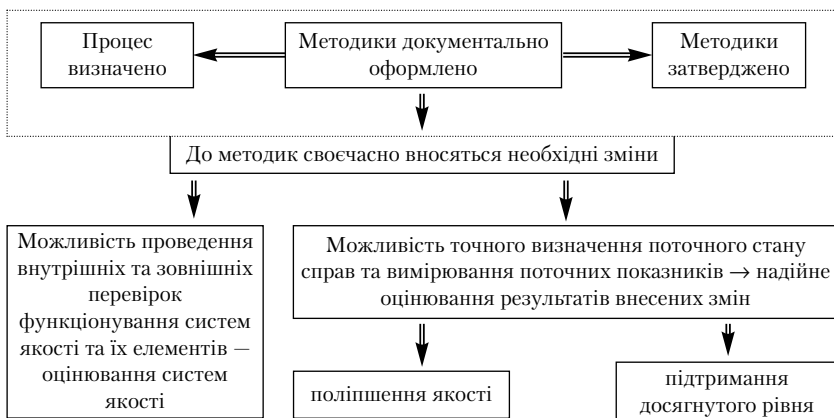 Процес
визначено
Методики документально
оформлено
Методики
затверджено
До методик своєчасно вносяться необхідні зміни
Можливість проведення
внутрішніх та зовнішніх
перевірок
функціонування систем
якості та їх елементів —
оцінювання систем
якості
Можливість точного визначення поточного стану
справ та вимірювання поточних показників → надійне
оцінювання результатів внесених змін
поліпшення якості
підтримання
досягнутого рівня